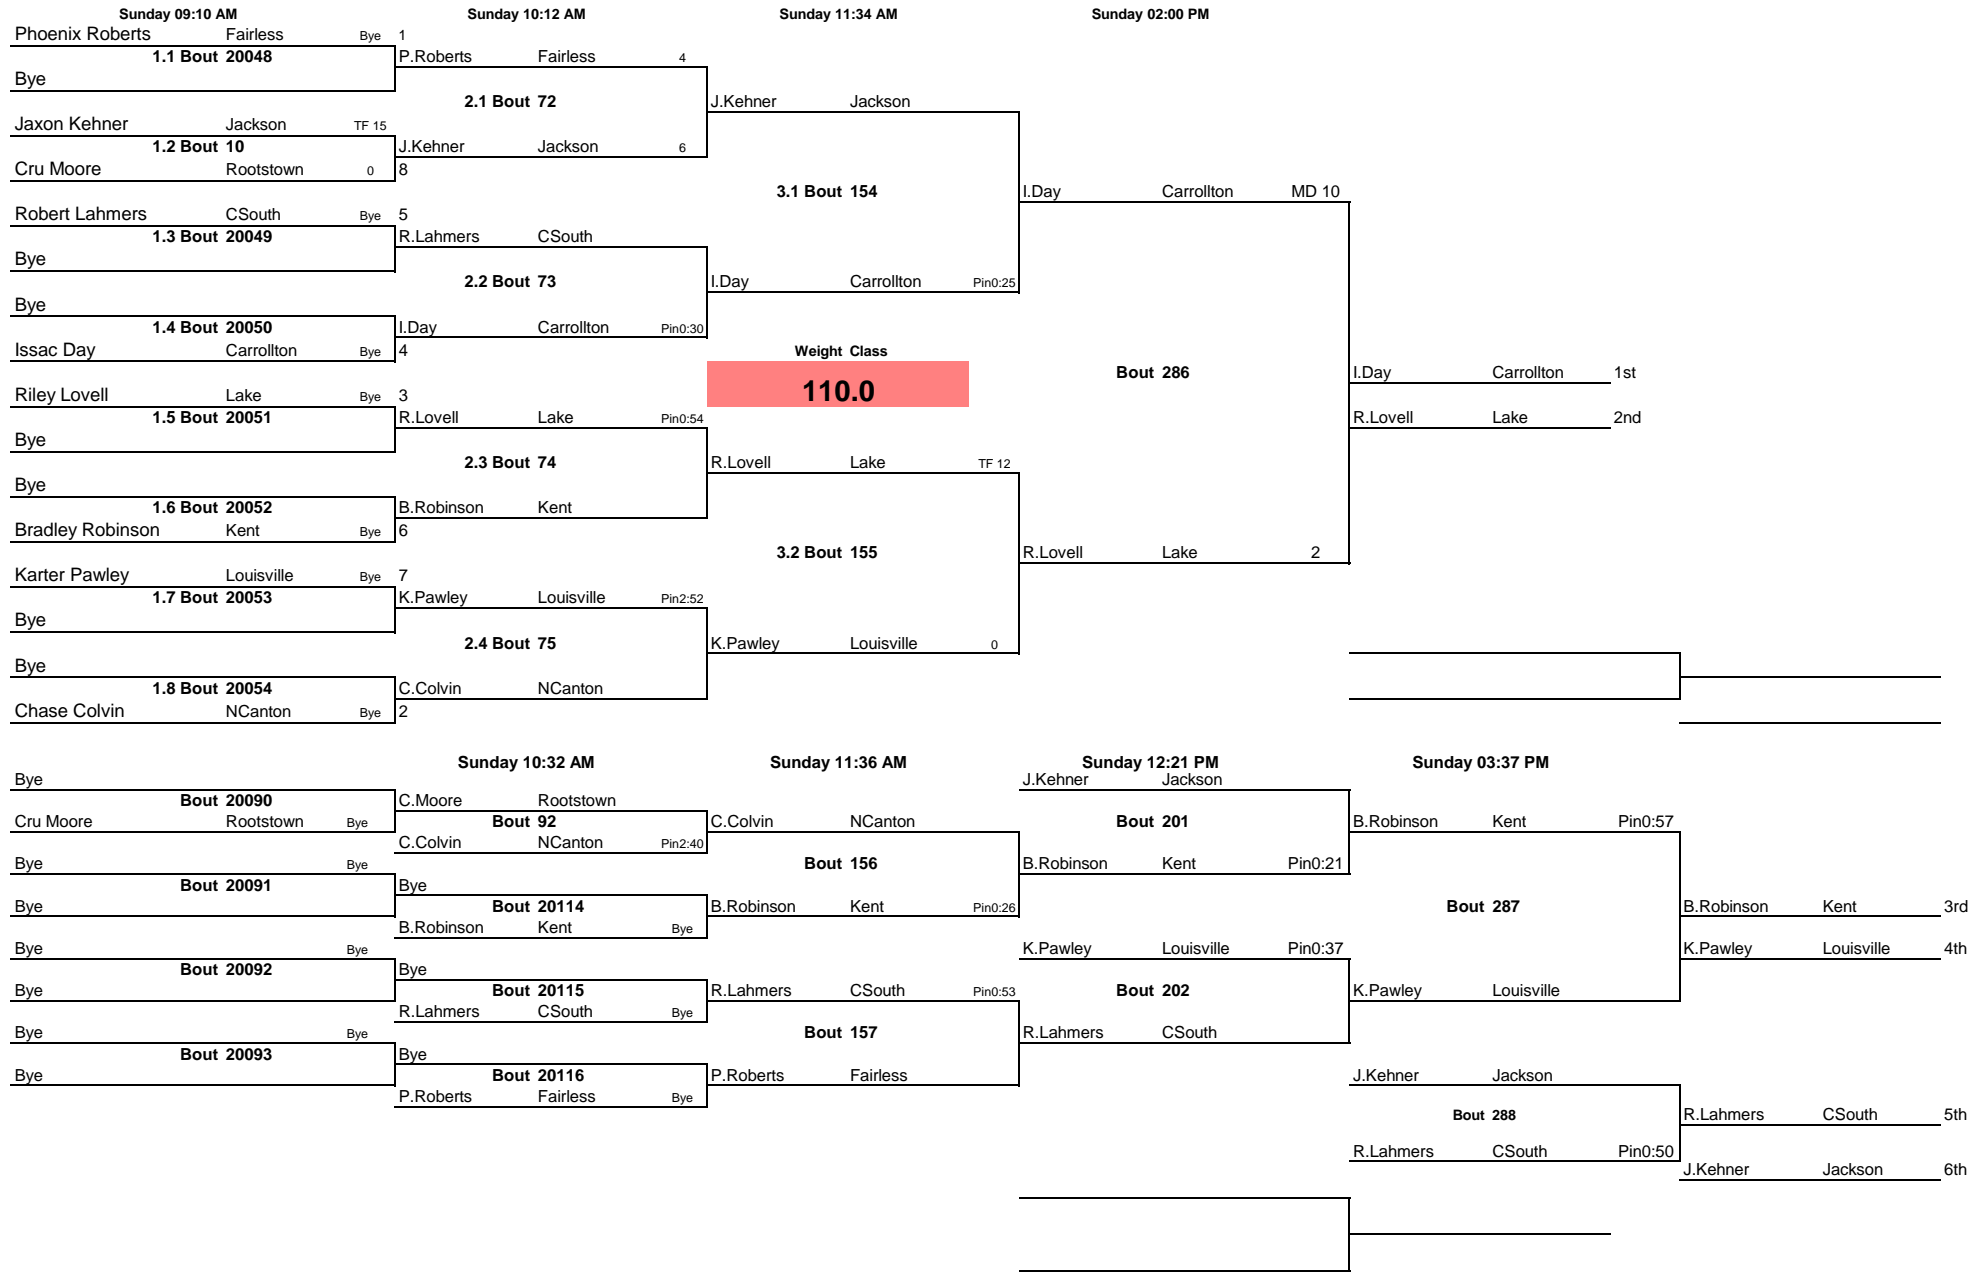 Sunday 09:10 AM Sunday 10:12 AM Sunday 11:34 AM Sunday 02:00 PM
Phoenix Roberts Fairless Bye 1
1.1 Bout 20048 P.Roberts Fairless 4
Bye
2.1 Bout 72 J.Kehner Jackson
Jaxon Kehner Jackson TF 15
1.2 Bout 10 J.Kehner Jackson 6
Cru Moore Rootstown 0 8
3.1 Bout 154 I.Day Carrollton MD 10
Robert Lahmers CSouth Bye 5
1.3 Bout 20049 R.Lahmers CSouth
Bye
2.2 Bout 73 I.Day Carrollton Pin0:25
Bye
1.4 Bout 20050 I.Day Carrollton Pin0:30
Issac Day Carrollton Bye 4 Weight Class
Bout 286 I.Day Carrollton 1st
Riley Lovell Lake Bye 3 110.0
1.5 Bout 20051 R.Lovell Lake Pin0:54 R.Lovell Lake 2nd
Bye
2.3 Bout 74 R.Lovell Lake TF 12
Bye
1.6 Bout 20052 B.Robinson Kent
Bradley Robinson Kent Bye 6
3.2 Bout 155 R.Lovell Lake 2
Karter Pawley Louisville Bye 7
1.7 Bout 20053 K.Pawley Louisville Pin2:52
Bye
2.4 Bout 75 K.Pawley Louisville 0
Bye
1.8 Bout 20054 C.Colvin NCanton
Chase Colvin NCanton Bye 2
Sunday 10:32 AM Sunday 11:36 AM Sunday 12:21 PM Sunday 03:37 PM
Bye J.Kehner Jackson
Bout 20090 C.Moore Rootstown
Cru Moore Rootstown Bye Bout 92 C.Colvin NCanton Bout 201 B.Robinson Kent Pin0:57
C.Colvin NCanton Pin2:40
Bye Bye Bout 156 B.Robinson Kent Pin0:21
Bout 20091 Bye
Bye Bout 20114 B.Robinson Kent Pin0:26 Bout 287 B.Robinson Kent 3rd
B.Robinson Kent Bye
Bye Bye K.Pawley Louisville Pin0:37 K.Pawley Louisville 4th
Bout 20092 Bye
Bye Bout 20115 R.Lahmers CSouth Pin0:53 Bout 202 K.Pawley Louisville
R.Lahmers CSouth Bye
Bye Bye Bout 157 R.Lahmers CSouth
Bout 20093 Bye
Bye Bout 20116 P.Roberts Fairless J.Kehner Jackson
P.Roberts Fairless Bye
Bout 288 R.Lahmers CSouth 5th
R.Lahmers CSouth Pin0:50
J.Kehner Jackson 6th